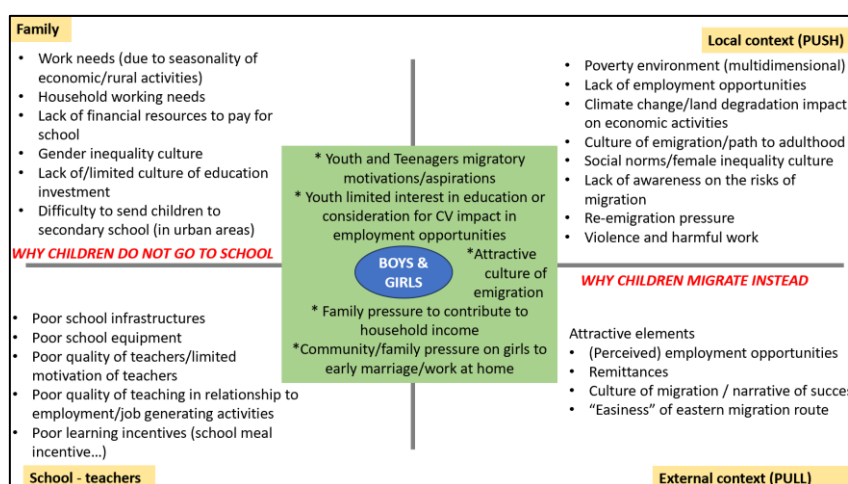 Family
• Work needs (due to seasonality of
economic/rural activities)
• Household working needs
• Lack of financial resources to pay for
school
• Gender inequality culture
• Lack of/limited culture of education
investment
• Difficulty to send children to
secondary school (in urban areas)
WHY CHILDREN DO NOT GO TO SCHOOL
Local context (PUSH)
• Poverty environment (multidimensional)
• Lack of employment opportunities
• Climate change/land degradation impact
on economic activities
• Culture of emigration/path to adulthood
• Social norms/female inequality culture
• Lack of awareness on the risks of
migration
• Re-emigration pressure
• Violence and harmful work
WHY CHILDREN MIGRATE INSTEAD
* Youth and Teenagers migratory
motivations/aspirations
* Youth limited interest in education or
consideration for CV impact in
employment opportunities
BOYS &
GIRLS
*Attractive
culture of
emigration
* Family pressure to contribute to
household income
*Community/family pressure on girls to
early marriage/work at home
• Poor school infrastructures
• Poor school equipment
• Poor quality of teachers/limited
motivation of teachers
• Poor quality of teaching in relationship to
employment/job generating activities
• Poor learning incentives (school meal
incentive…)
School - teachers
Attractive elements
• (Perceived) employment opportunities
• Remittances
• Culture of migration / narrative of succe
• “Easiness” of eastern migration route
External context (PULL)